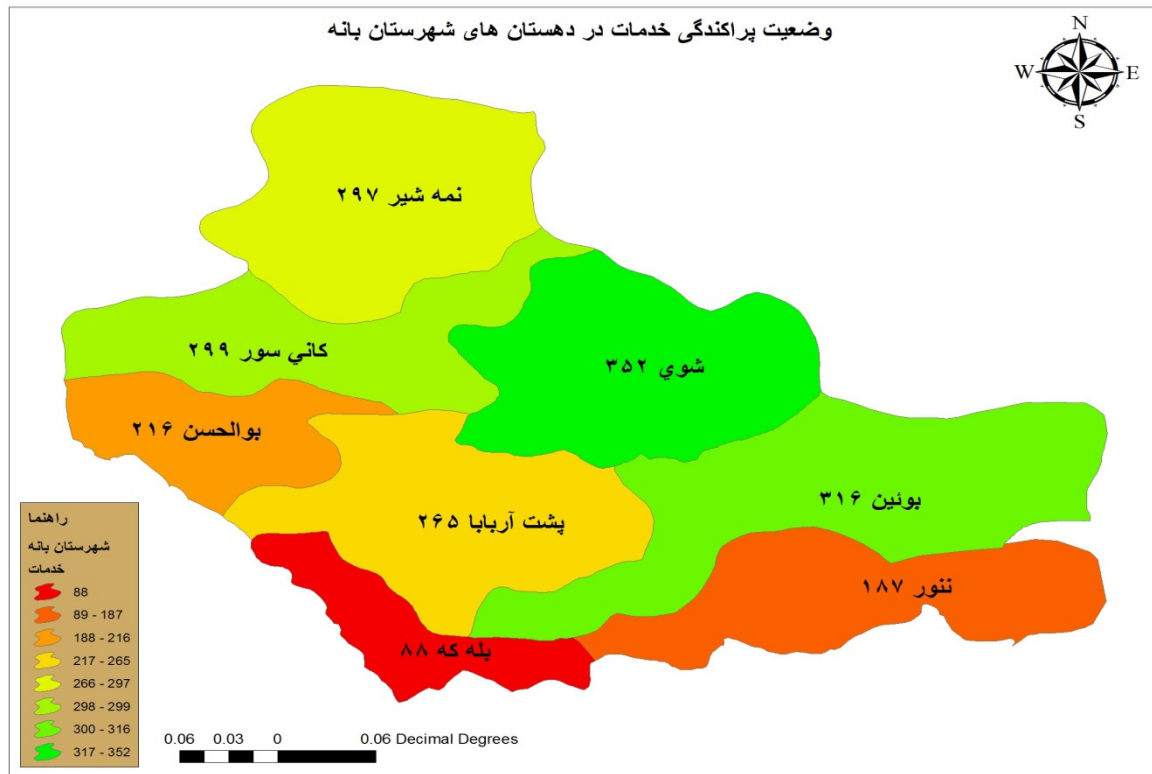 وضعیت پراکندگی خدمات در دهستان های شهرستان بانه
N
W E
S
نمه شیر ۲۹۷
كاني سور ۲۹۹
شوي ۳۵۲
بوالحسن ۲۱۶
بوئین ۳۱۶
پشت آربابا ۲۶۵
ننور ۱۸۷
بله که ۸۸
راهنما
شهرستان بانه
خدمات
88
89 - 187
188 - 216
217 - 265
266 - 297
298 - 299
300 - 316
317 - 352
0.06 0.03 0 0.06 Decimal Degrees